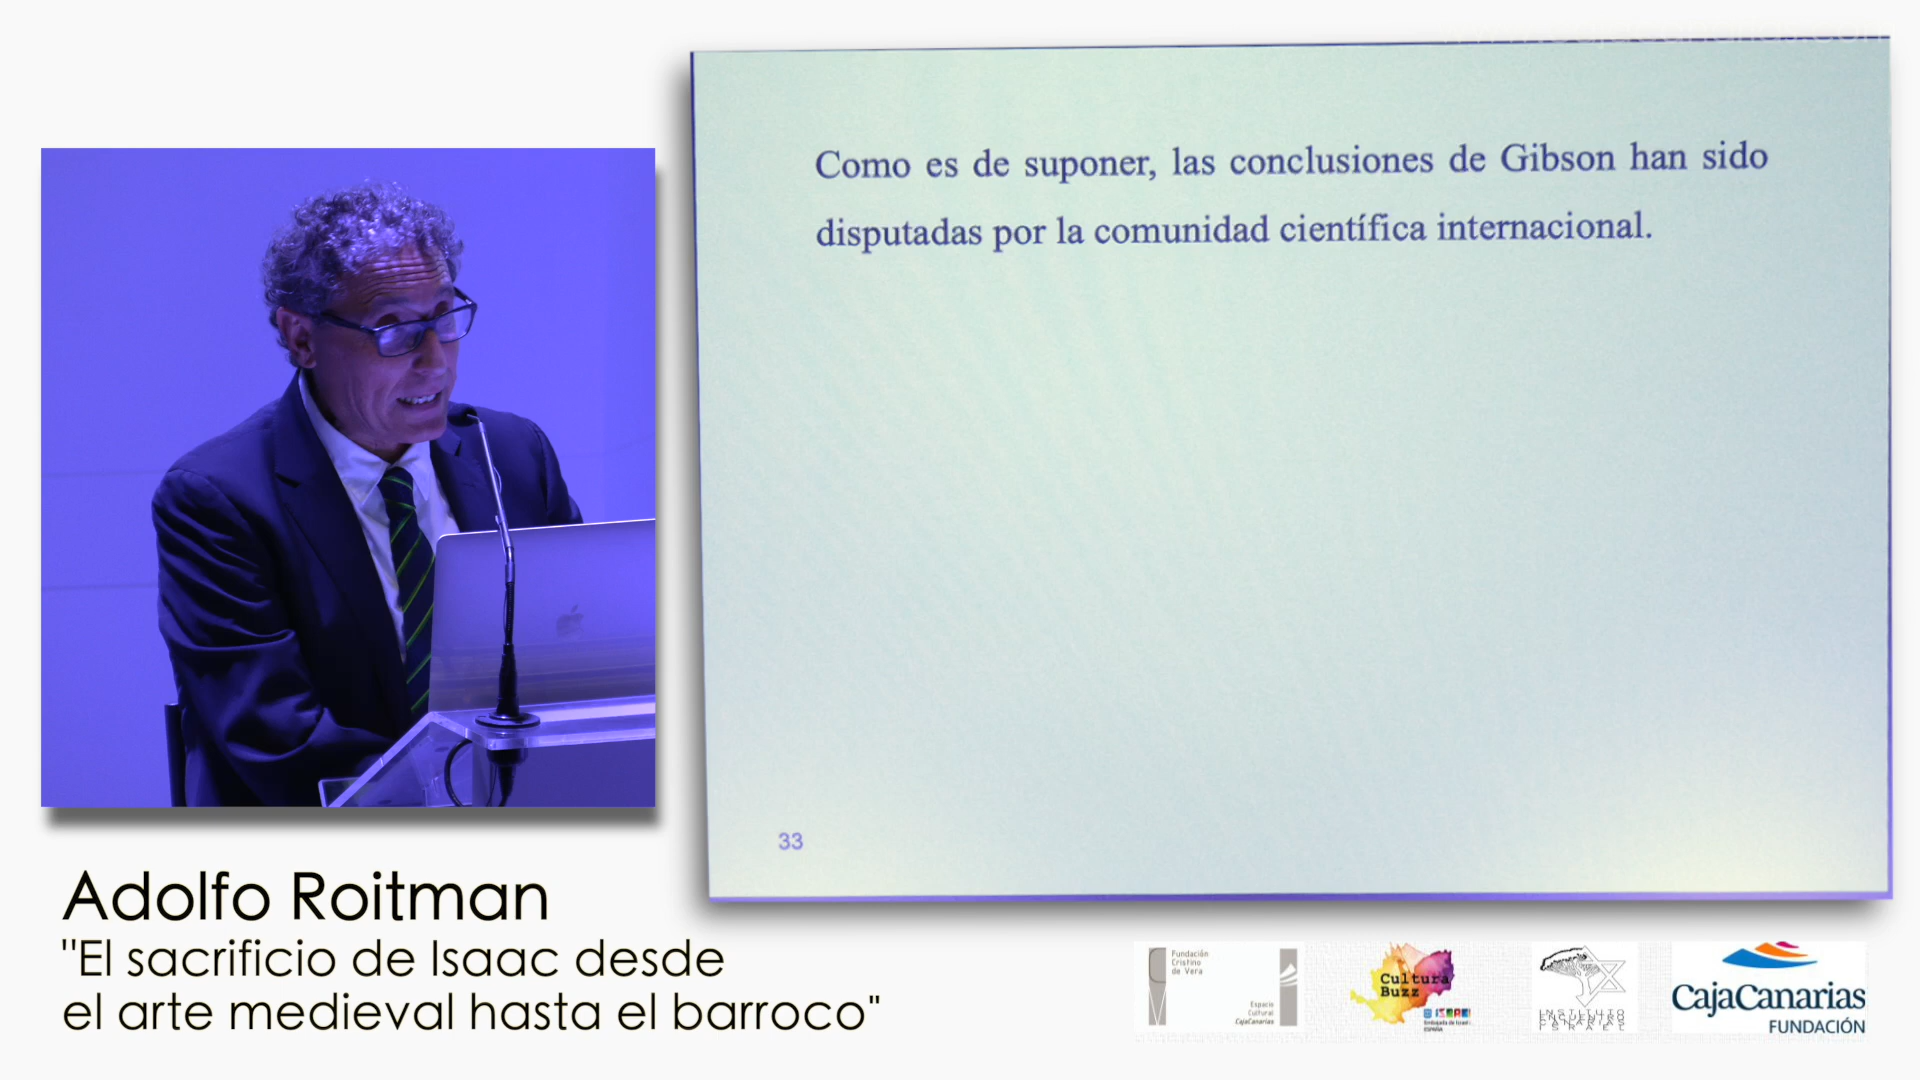 Como es de suponer, las conclusiones de Gibson han sido
disputadas por la comunidad científica internacional.
33
Adolfo Roitman
"El sacrificio de Isaac desde
el arte medieval hasta el barroco"
Fundación
Cristino
de Vera
Espacio
Cultural
CajaCanarias
Cultura
Buzz
ISRAEL
Embajada de Israel
ESPAÑA
CajaCanarias
FUNDACIÓN